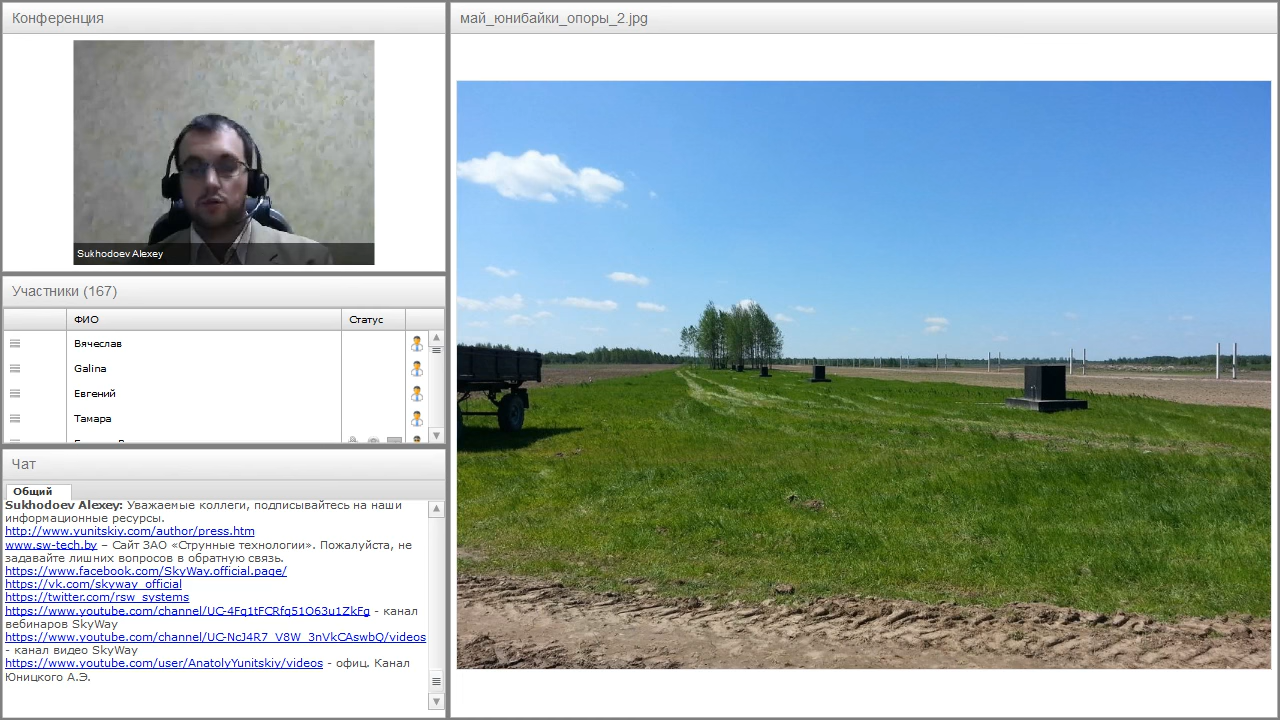 Конференция
Sukhodoev Alexey
Участники (167)
ФИО
Статус
Вячеслав
Galina
Евгений
Тамара
Чат
Общий
Sukhodoev Alexey: Уважаемые коллеги, подписывайтесь на наши
информационные ресурсы.
http://www.yunitskiy.com/author/press.htm
www.sw-tech.by – Сайт ЗАО «Струнные технологии». Пожалуйста, не
задавайте лишних вопросов в обратную связь.
https://www.facebook.com/SkyWay.official.page/
https://vk.com/skyway_official
https://twitter.com/rsw_systems
https://www.youtube.com/channel/UC-4Fq1tFCRfq51O63u1ZkFg - канал
вебинаров SkyWay
https://www.youtube.com/channel/UC-NcJ4R7_V8W_3nVkCAswbQ/videos
- канал видео SkyWay
https://www.youtube.com/user/AnatolyYunitskiy/videos - офиц. Канал
Юницкого А.Э.
май_юнибайки_опоры_2.jpg